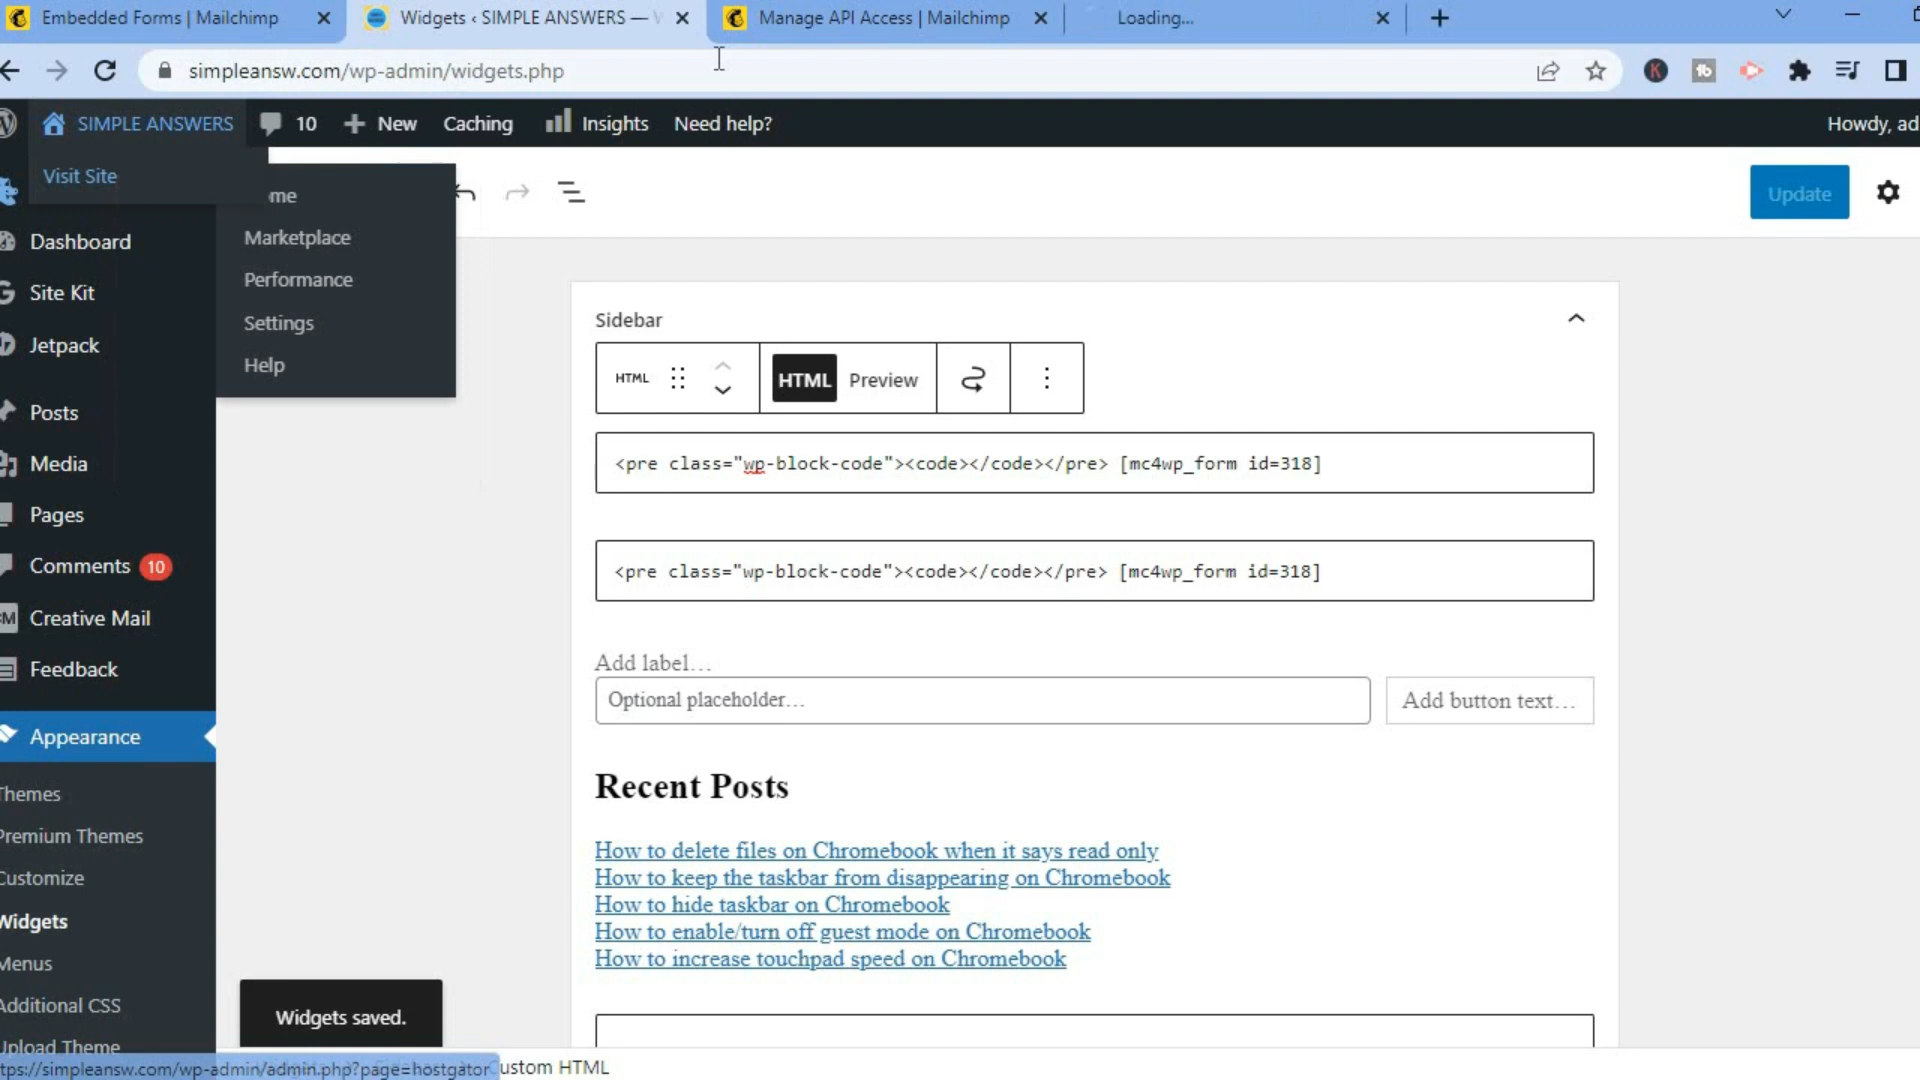 Embedded Forms | Mailchimp
Widgets ‹ SIMPLE ANSWERS —
Manage API Access | Mailchimp
Loading...
simpleansw.com/wp-admin/widgets.php
SIMPLE ANSWERS
10
New
Caching
Insights
Need help?
Howdy, ad
Visit Site
ome
Marketplace
Performance
Settings
Help
Update
Dashboard
Site Kit
Jetpack
Posts
Media
Pages
Comments 10
Creative Mail
Feedback
Appearance
Themes
Premium Themes
Customize
Widgets
Menus
Additional CSS
Upload Theme
Sidebar
HTML
HTML
Preview
<pre class="wp-block-code"><code></code></pre> [mc4wp_form id=318]
<pre class="wp-block-code"><code></code></pre> [mc4wp_form id=318]
Add label...
Optional placeholder...
Add button text...
Recent Posts
How to delete files on Chromebook when it says read only
How to keep the taskbar from disappearing on Chromebook
How to hide taskbar on Chromebook
How to enable/turn off guest mode on Chromebook
How to increase touchpad speed on Chromebook
Widgets saved.
tps://simpleansw.com/wp-admin/admin.php?page=hostgator
ustom HTML